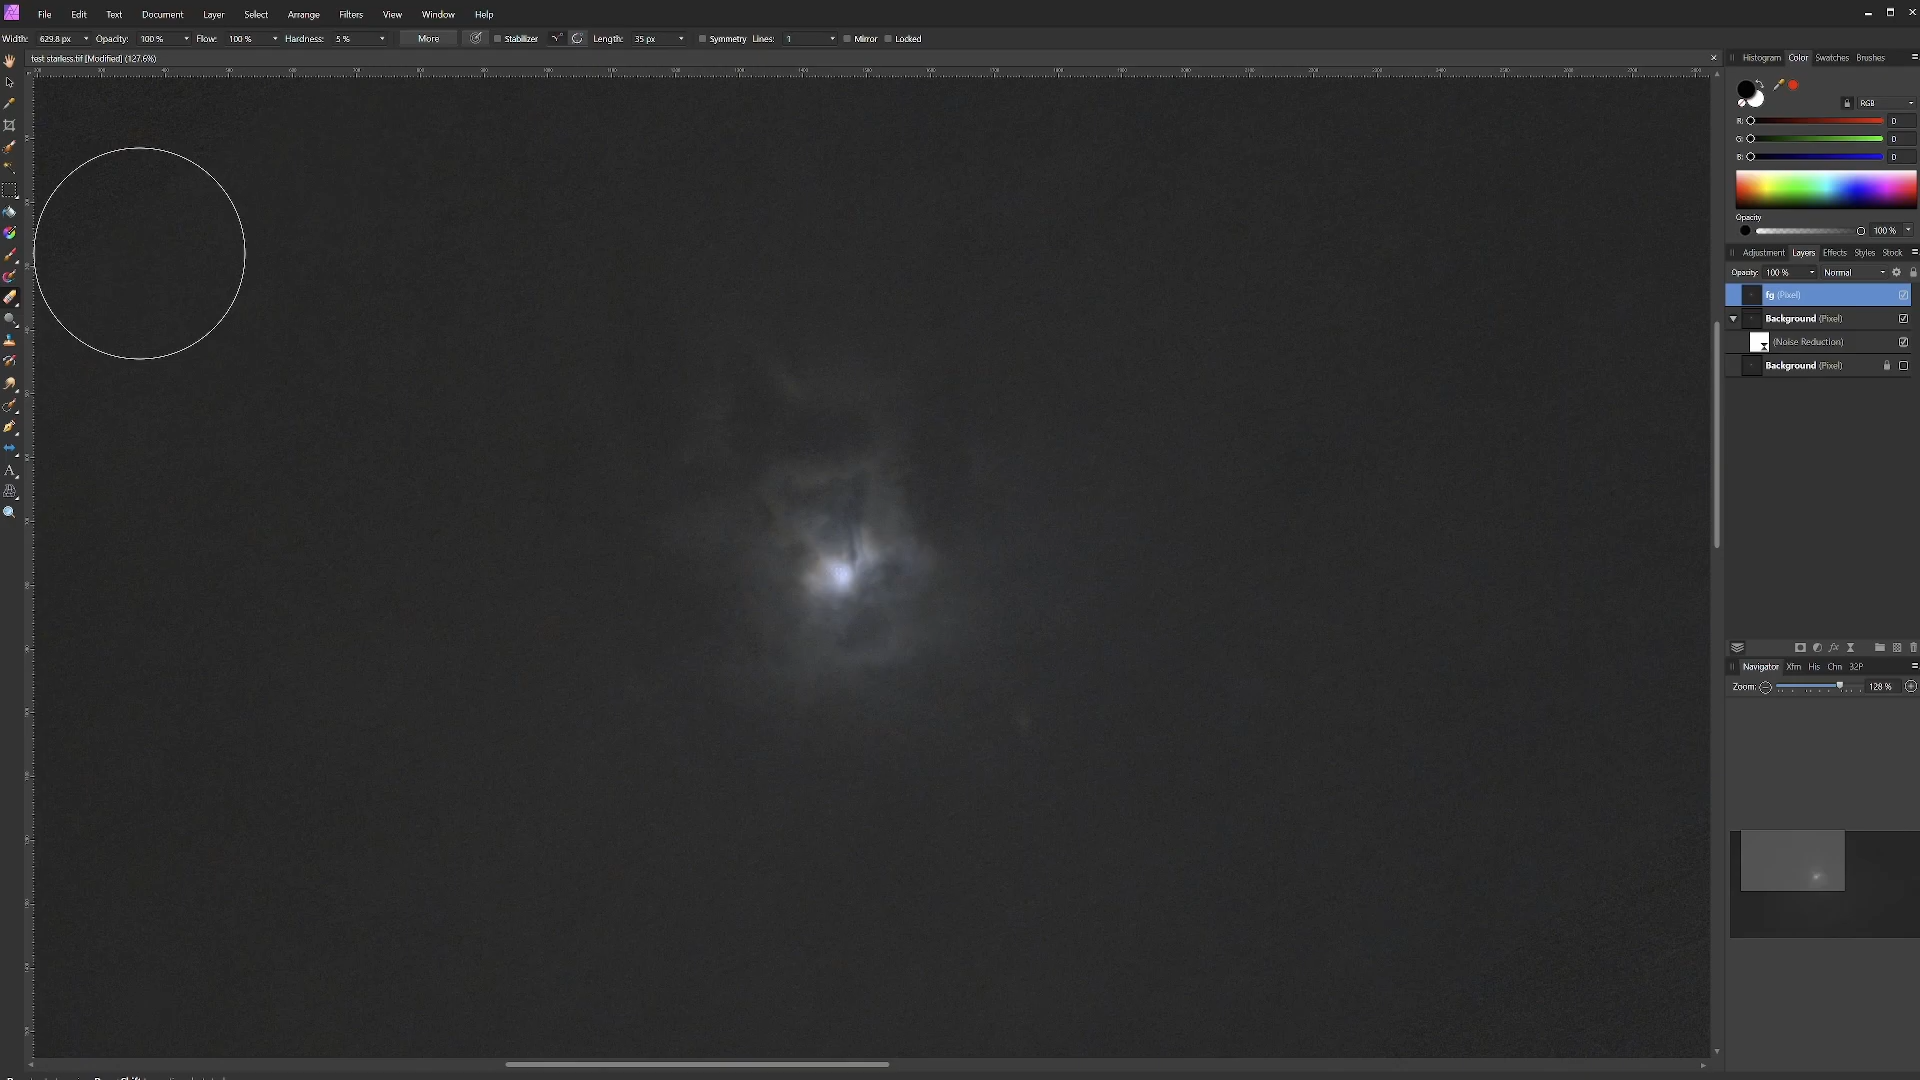 File Edit Text Document Layer Select Arrange Filters View Window Help
Width: 629.8 px Opacity: 100 % Flow: 100 % Hardness: 5 % More Stabilizer Length: 35 px Symmetry Lines: 1 Mirror Locked
test starless.tif [Modified] (127.6%)
Histogram Color Swatches Brushes
RGB
R: 0
G: 0
B: 0
Opacity
100 %
Adjustment Layers Effects Styles Stock
Opacity: 100 % Normal
fg (Pixel)
Background (Pixel)
(Noise Reduction)
Background (Pixel)
Navigator Xfm His Chn 32P
Zoom: 128 %